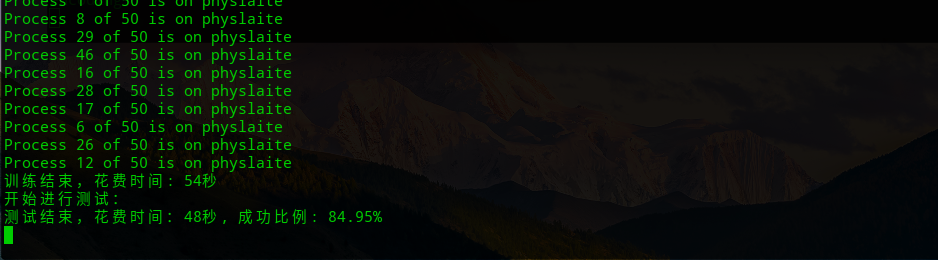 Process 1 of 50 is on physlaite
Process 8 of 50 is on physlaite
Process 29 of 50 is on physlaite
Process 46 of 50 is on physlaite
Process 16 of 50 is on physlaite
Process 28 of 50 is on physlaite
Process 17 of 50 is on physlaite
Process 6 of 50 is on physlaite
Process 26 of 50 is on physlaite
Process 12 of 50 is on physlaite
训练结束，花费时间：54秒
开始进行测试：
测试结束，花费时间：48秒，成功比例：84.95%